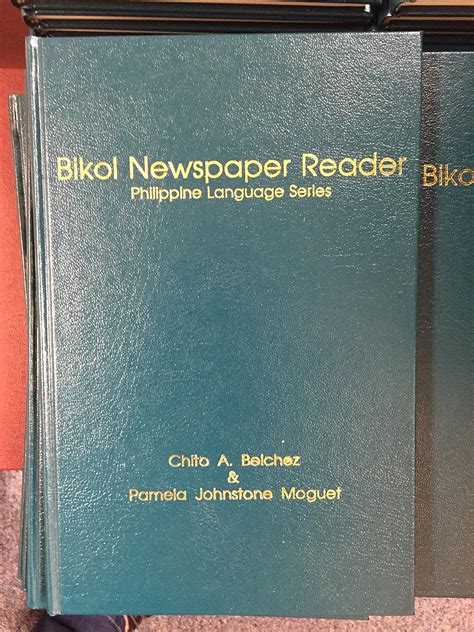 Bikol Newspaper Reader
Philippine Language Series
Chito A. Belchez
&
Pamela Johnstone Moguet
Bikol